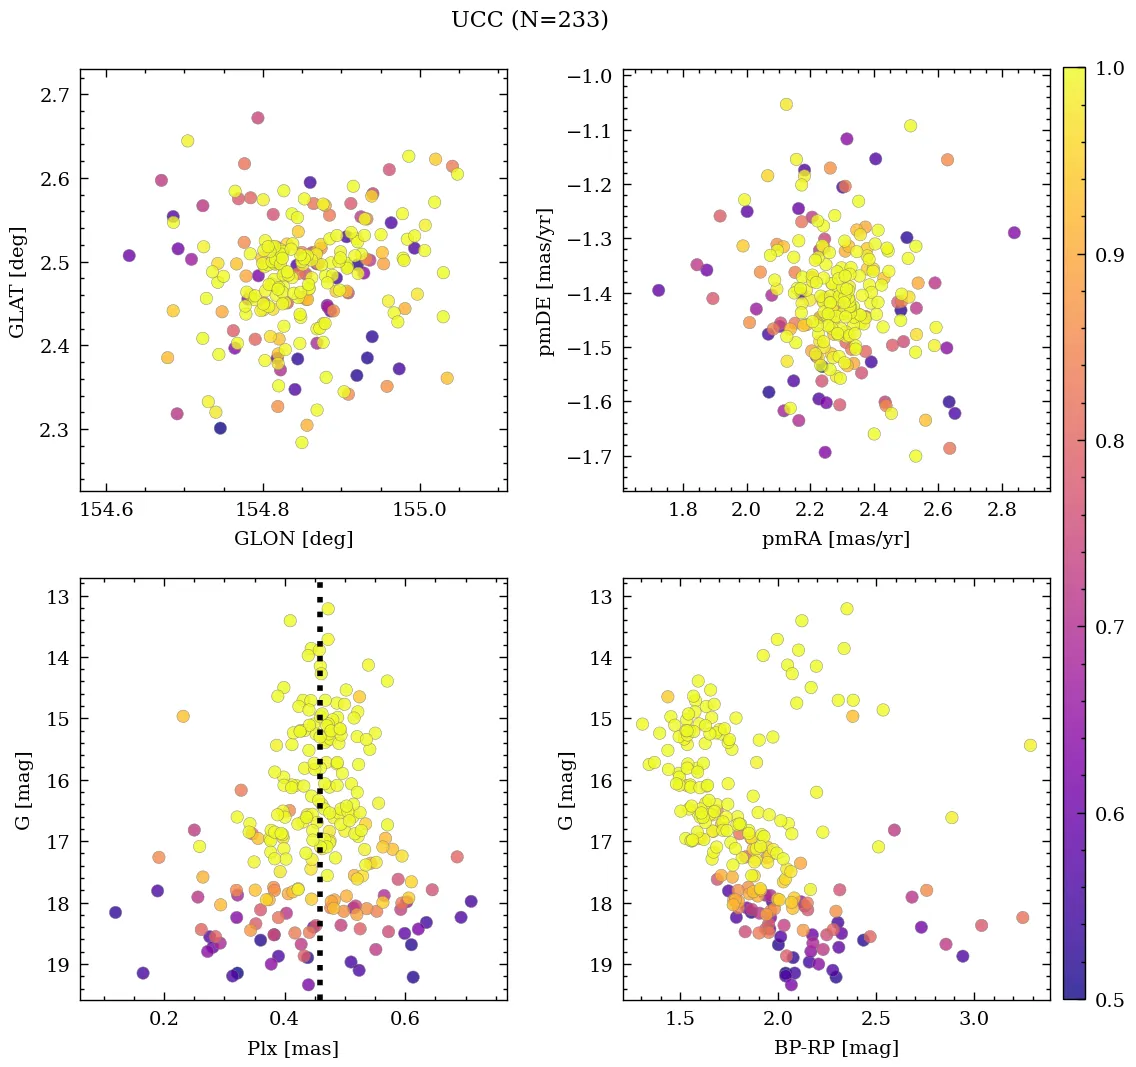 UCC (N=233)
2.7
2.6
2.5
2.4
2.3
GLAT [deg]
154.6 154.8 155.0
GLON [deg]
−1.0
−1.1
−1.2
−1.3
−1.4
−1.5
−1.6
−1.7
pmDE [mas/yr]
1.8 2.0 2.2 2.4 2.6 2.8
pmRA [mas/yr]
13
14
15
16
17
18
19
G [mag]
0.2 0.4 0.6
Plx [mas]
13
14
15
16
17
18
19
G [mag]
1.5 2.0 2.5 3.0
BP-RP [mag]
1.0
0.9
0.8
0.7
0.6
0.5